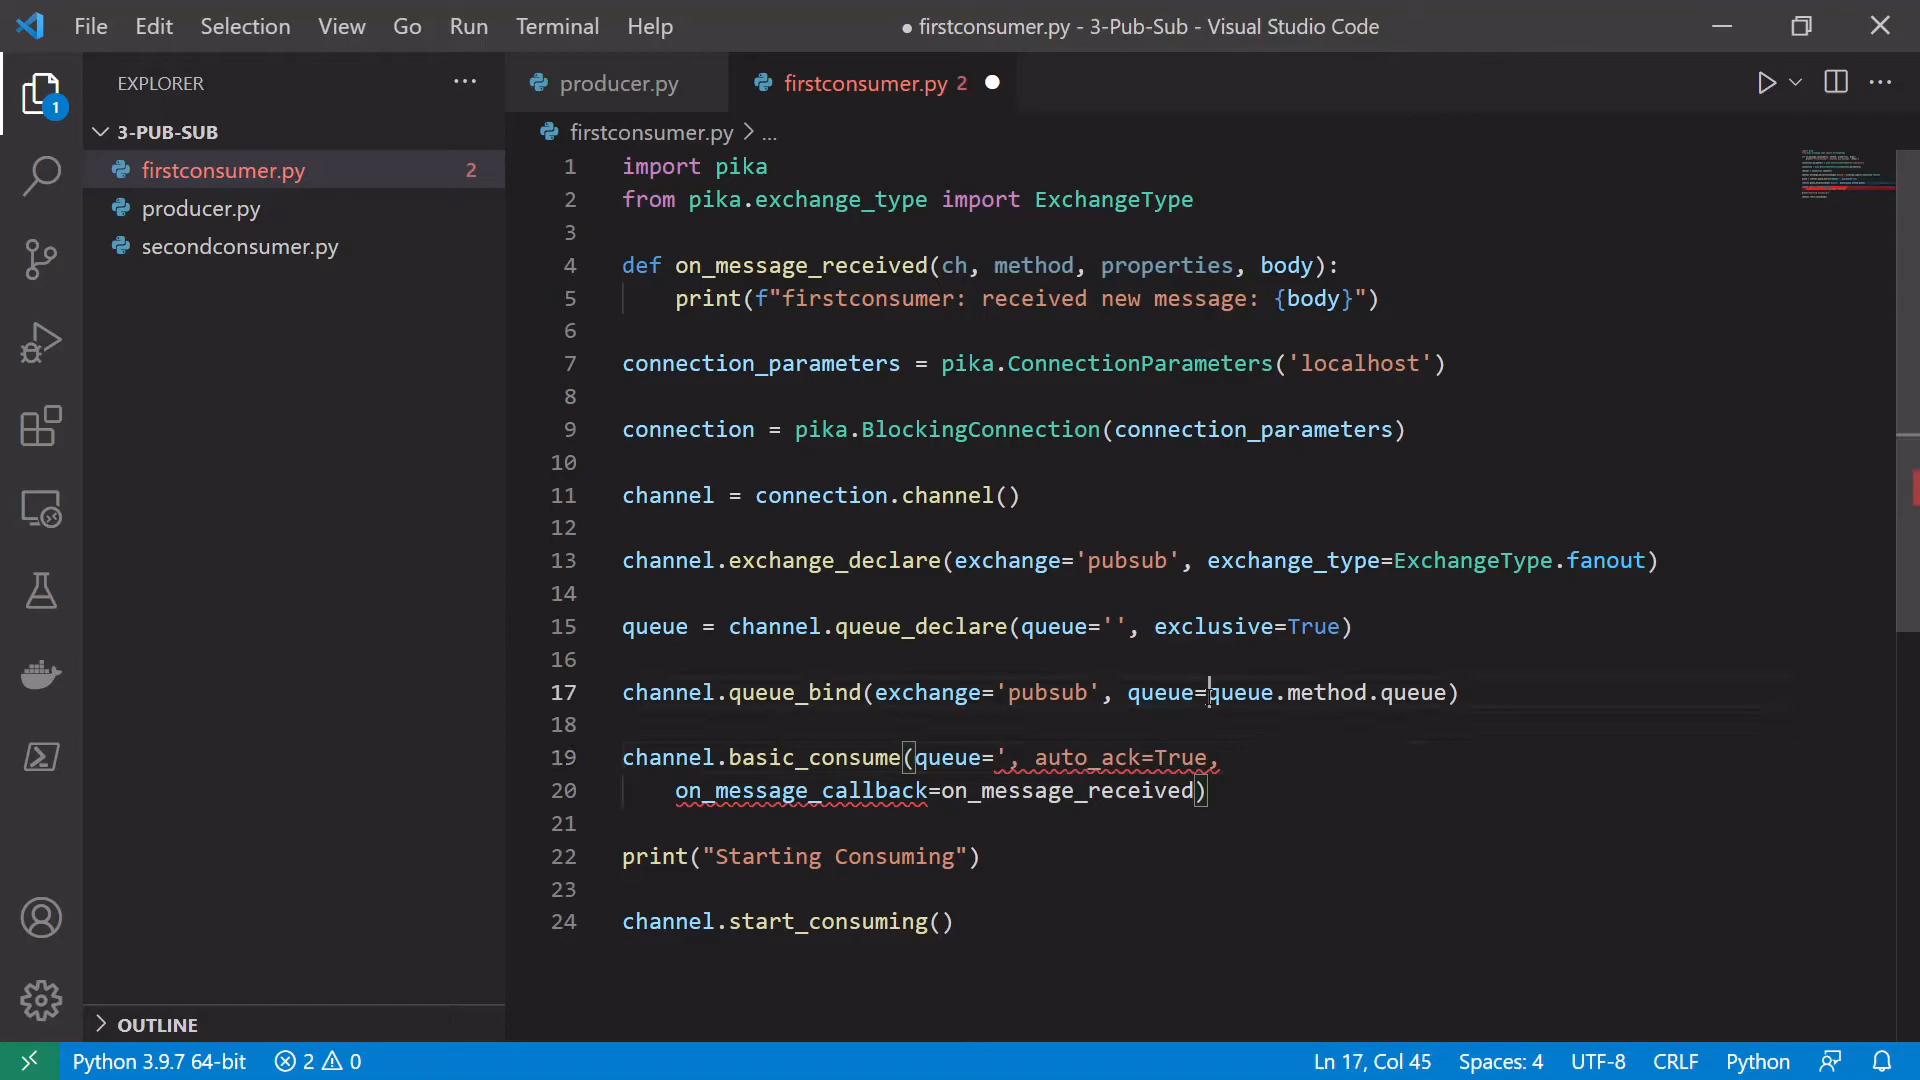 File Edit Selection View Go Run Terminal Help
● firstconsumer.py - 3-Pub-Sub - Visual Studio Code
EXPLORER ...
producer.py
firstconsumer.py 2
1
3-PUB-SUB
firstconsumer.py 2
producer.py
secondconsumer.py
firstconsumer.py > ...
1 import pika
2 from pika.exchange_type import ExchangeType
3
4 def on_message_received(ch, method, properties, body):
5 print(f"firstconsumer: received new message: {body}")
6
7 connection_parameters = pika.ConnectionParameters('localhost')
8
9 connection = pika.BlockingConnection(connection_parameters)
10
11 channel = connection.channel()
12
13 channel.exchange_declare(exchange='pubsub', exchange_type=ExchangeType.fanout)
14
15 queue = channel.queue_declare(queue='', exclusive=True)
16
17 channel.queue_bind(exchange='pubsub', queue=queue.method.queue)
18
19 channel.basic_consume(queue=', auto_ack=True,
20 on_message_callback=on_message_received)
21
22 print("Starting Consuming")
23
24 channel.start_consuming()
OUTLINE
Python 3.9.7 64-bit 2 0
Ln 17, Col 45 Spaces: 4 UTF-8 CRLF Python